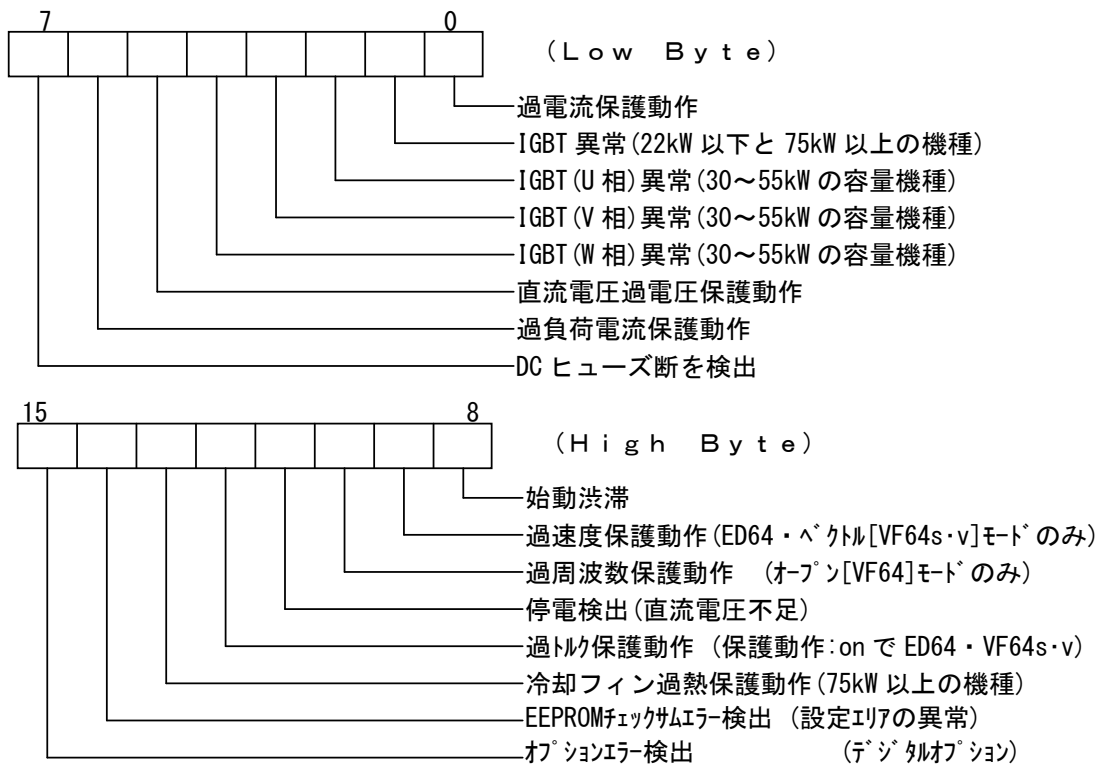 7 0
(Low Byte)
過電流保護動作
IGBT 異常(22kW 以下と 75kW 以上の機種)
IGBT(U 相)異常(30～55kW の容量機種)
IGBT(V 相)異常(30～55kW の容量機種)
IGBT(W 相)異常(30～55kW の容量機種)
直流電圧過電圧保護動作
過負荷電流保護動作
DC ヒューズ断を検出
15 8
(High Byte)
始動渋滞
過速度保護動作(ED64・ﾍﾞｸﾄﾙ[VF64s･v]ﾓｰﾄﾞのみ)
過周波数保護動作 (ｵｰﾌﾟﾝ[VF64]ﾓｰﾄﾞのみ)
停電検出(直流電圧不足)
過ﾄﾙｸ保護動作 (保護動作:on で ED64・VF64s･v)
冷却フィン過熱保護動作(75kW 以上の機種)
EEPROMﾁｪｯｸｻﾑｴﾗｰ検出 (設定ｴﾘｱの異常)
ｵﾌﾟｼｮﾝｴﾗｰ検出 (ﾃﾞｼﾞﾀﾙｵﾌﾟｼｮﾝ)